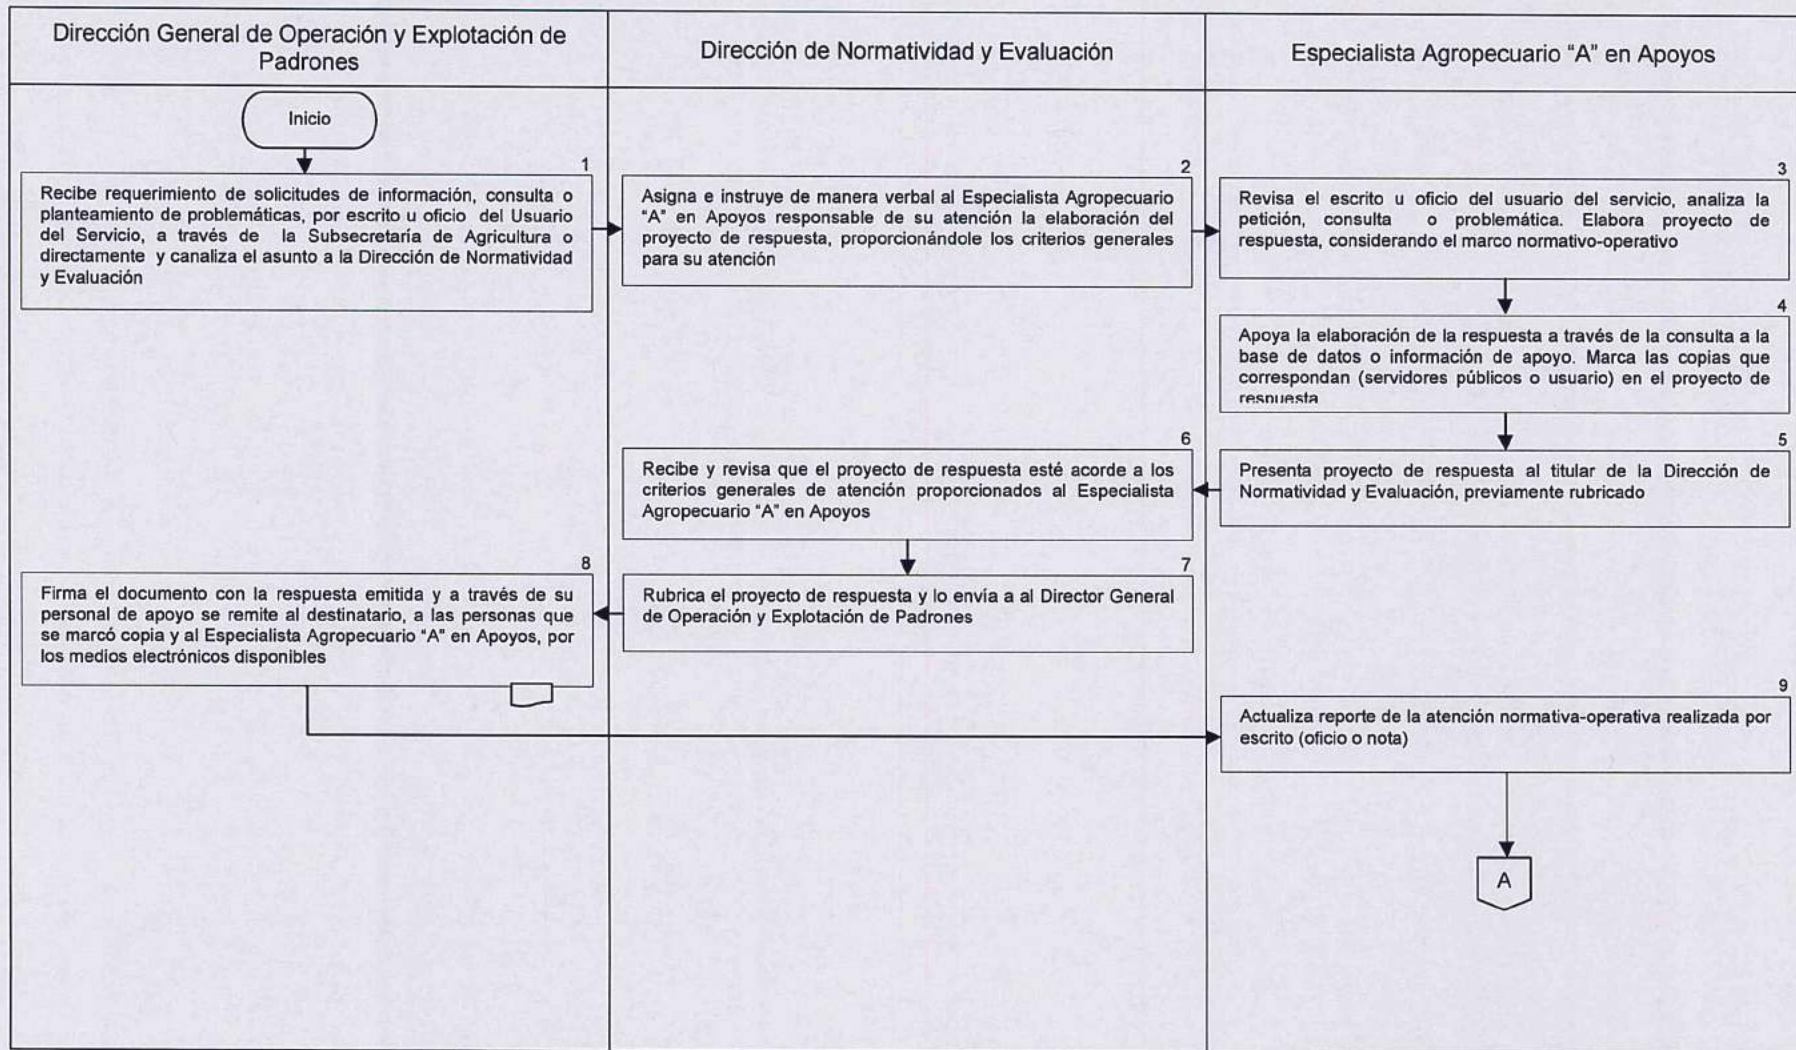 Dirección General de Operación y Explotación de
Padrones
Dirección de Normatividad y Evaluación
Especialista Agropecuario "A" en Apoyos
Inicio
1
Recibe requerimiento de solicitudes de información, consulta o
planteamiento de problemáticas, por escrito u oficio del Usuario
del Servicio, a través de la Subsecretaría de Agricultura o
directamente y canaliza el asunto a la Dirección de Normatividad
y Evaluación
2
Asigna e instruye de manera verbal al Especialista Agropecuario
"A" en Apoyos responsable de su atención la elaboración del
proyecto de respuesta, proporcionándole los criterios generales
para su atención
3
Revisa el escrito u oficio del usuario del servicio, analiza la
petición, consulta o problemática. Elabora proyecto de
respuesta, considerando el marco normativo-operativo
4
Apoya la elaboración de la respuesta a través de la consulta a la
base de datos o información de apoyo. Marca las copias que
correspondan (servidores públicos o usuario) en el proyecto de
respuesta
5
Presenta proyecto de respuesta al titular de la Dirección de
Normatividad y Evaluación, previamente rubricado
6
Recibe y revisa que el proyecto de respuesta esté acorde a los
criterios generales de atención proporcionados al Especialista
Agropecuario "A" en Apoyos
7
Rubrica el proyecto de respuesta y lo envía a al Director General
de Operación y Explotación de Padrones
8
Firma el documento con la respuesta emitida y a través de su
personal de apoyo se remite al destinatario, a las personas que
se marcó copia y al Especialista Agropecuario "A" en Apoyos, por
los medios electrónicos disponibles
9
Actualiza reporte de la atención normativa-operativa realizada por
escrito (oficio o nota)
A